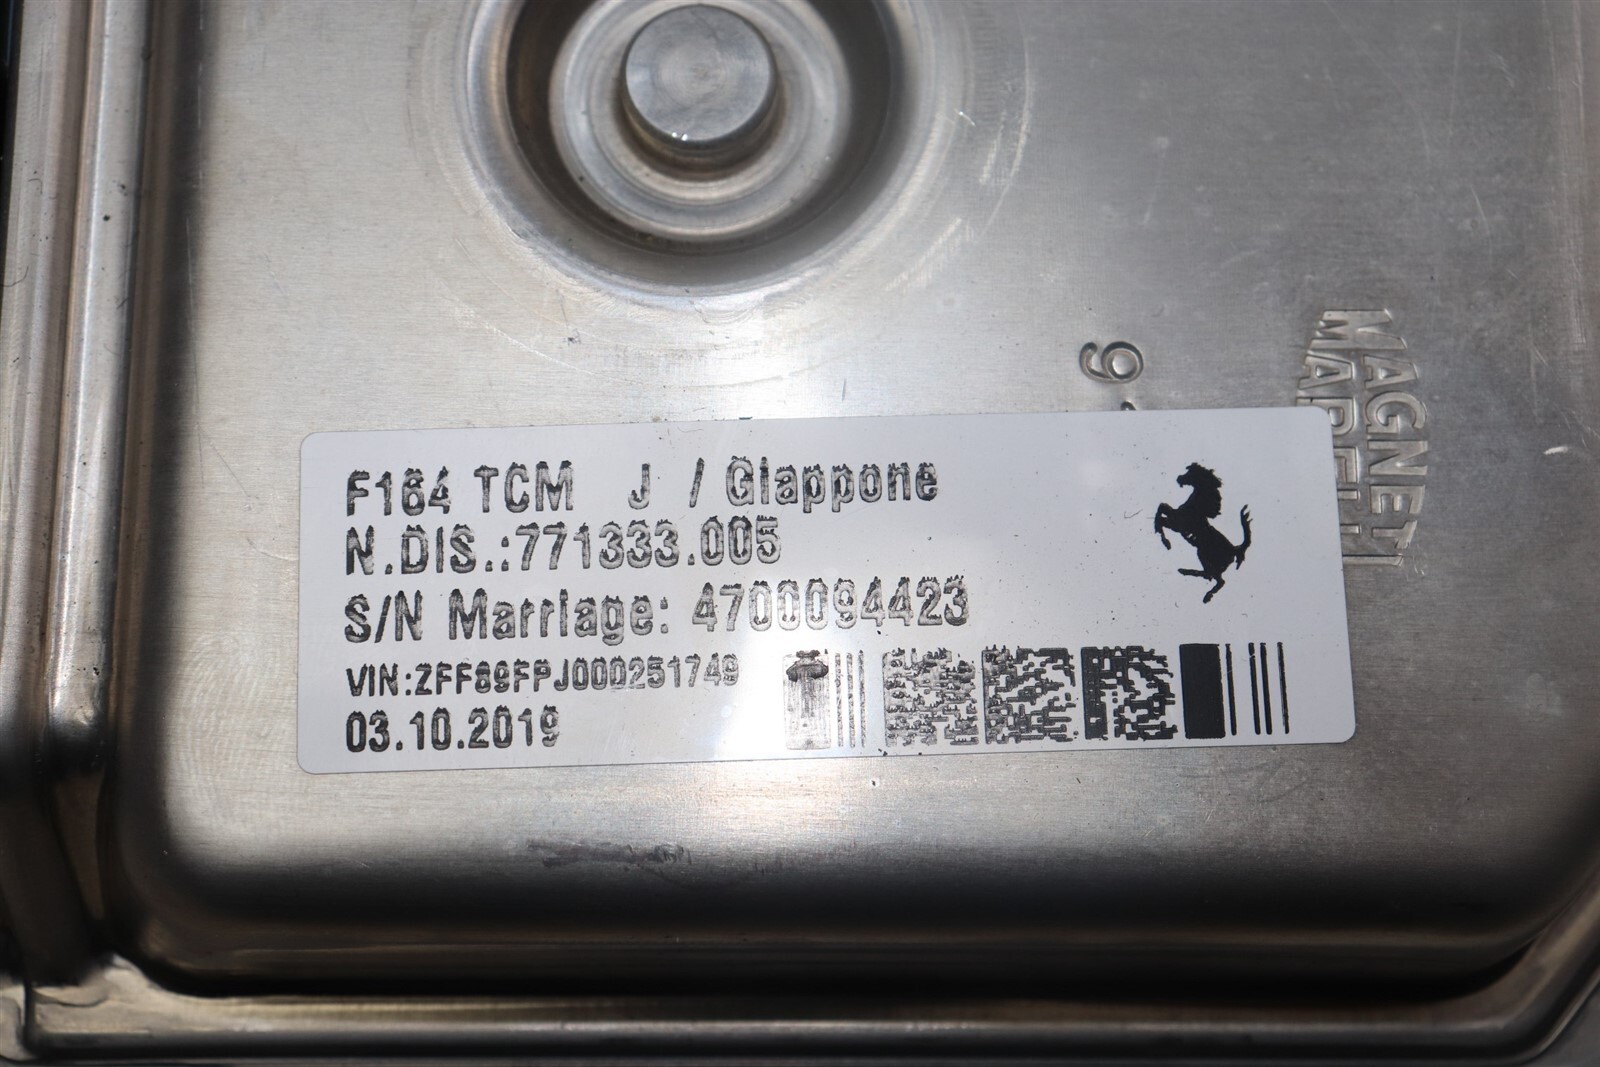 F164 TCM J / Giappone
N.DIS.:771333.005
S/N Marriage: 4700094423
VIN:ZFF89FPJ000251749
03.10.2019
MAGNETI
MARELLI